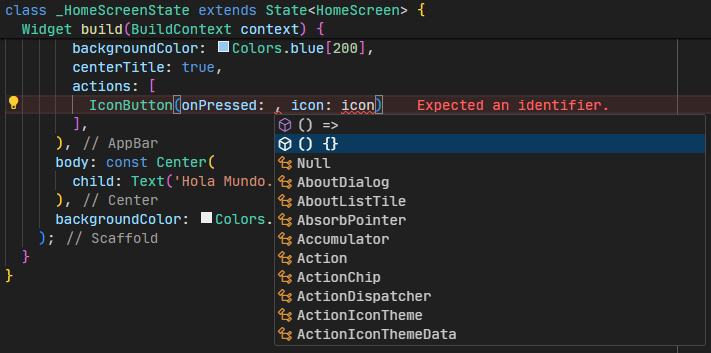 class _HomeScreenState extends State<HomeScreen> {
Widget build(BuildContext context) {
backgroundColor: Colors.blue[200],
centerTitle: true,
actions: [
IconButton(onPressed: , icon: icon) Expected an identifier.
],
), // AppBar
body: const Center(
child: Text('Hola Mundo.
), // Center
backgroundColor: Colors.
); // Scaffold
}
}
() =>
() {}
Null
AboutDialog
AboutListTile
AbsorbPointer
Accumulator
Action
ActionChip
ActionDispatcher
ActionIconTheme
ActionIconThemeData